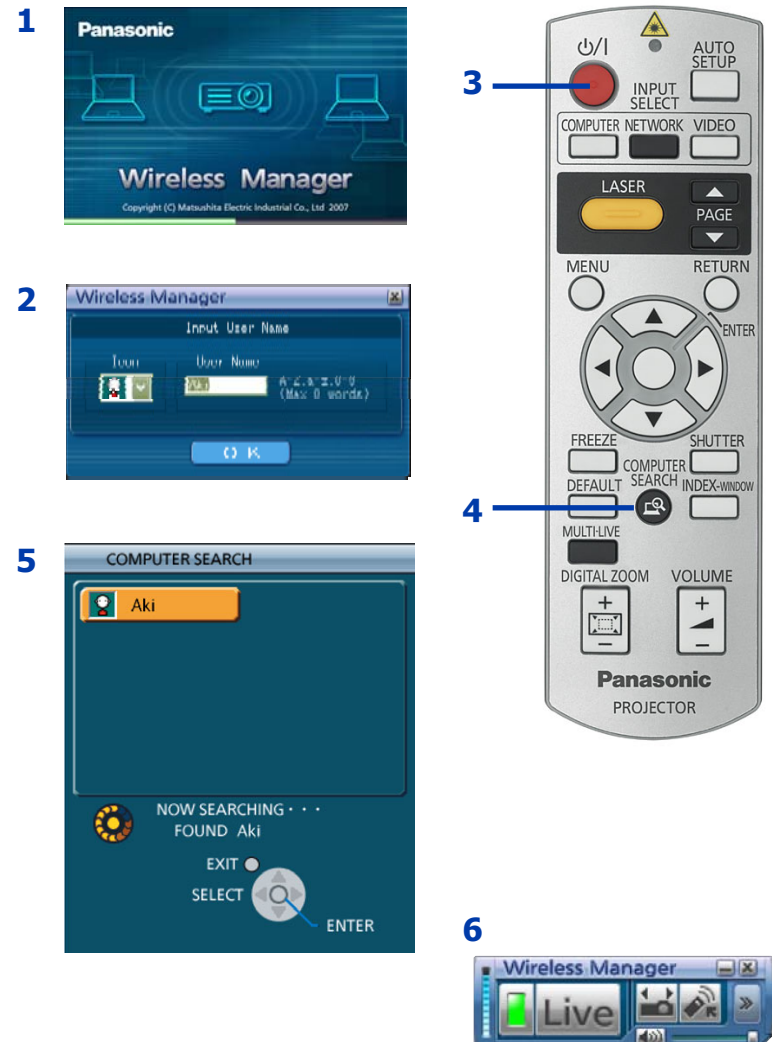 1
Panasonic
Wireless Manager
Copyright (C) Matsushita Electric Industrial Co., Ltd 2007
2
Wireless Manager
Input User Name
Icon User Name
Aki
(Max 8 words)
OK
5
COMPUTER SEARCH
Aki
NOW SEARCHING・・・
FOUND Aki
EXIT
SELECT
ENTER
3
AUTO
SETUP
INPUT
SELECT
COMPUTER NETWORK VIDEO
LASER
PAGE
MENU RETURN
ENTER
FREEZE SHUTTER
COMPUTER
SEARCH
DEFAULT INDEX-WINDOW
4
MULTI-LIVE
DIGITAL ZOOM VOLUME
+ +
− −
Panasonic
PROJECTOR
6
Wireless Manager
Live